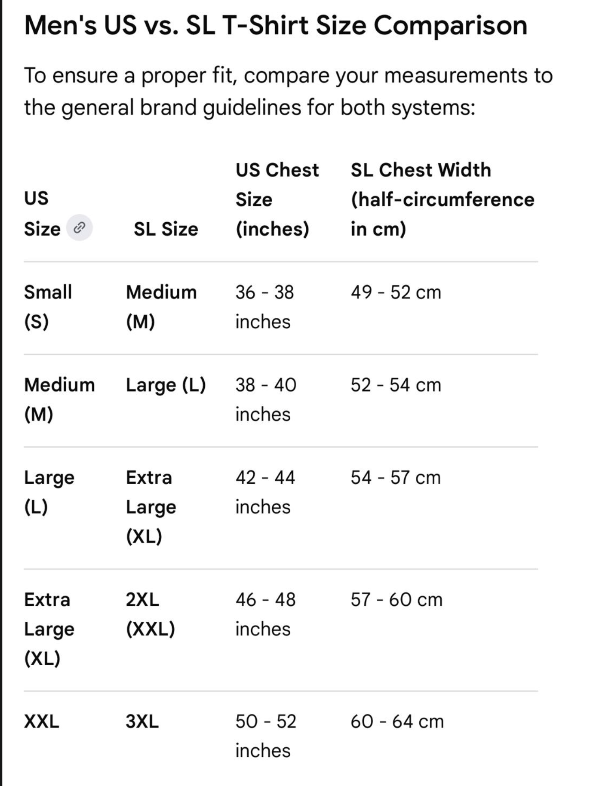 Men's US vs. SL T-Shirt Size Comparison
To ensure a proper fit, compare your measurements to
the general brand guidelines for both systems:
US Size
SL Size
US Chest Size (inches)
SL Chest Width (half-circumference in cm)
Small (S)
Medium (M)
36 - 38 inches
49 - 52 cm
Medium (M)
Large (L)
38 - 40 inches
52 - 54 cm
Large (L)
Extra Large (XL)
42 - 44 inches
54 - 57 cm
Extra Large (XL)
2XL (XXL)
46 - 48 inches
57 - 60 cm
XXL
3XL
50 - 52 inches
60 - 64 cm